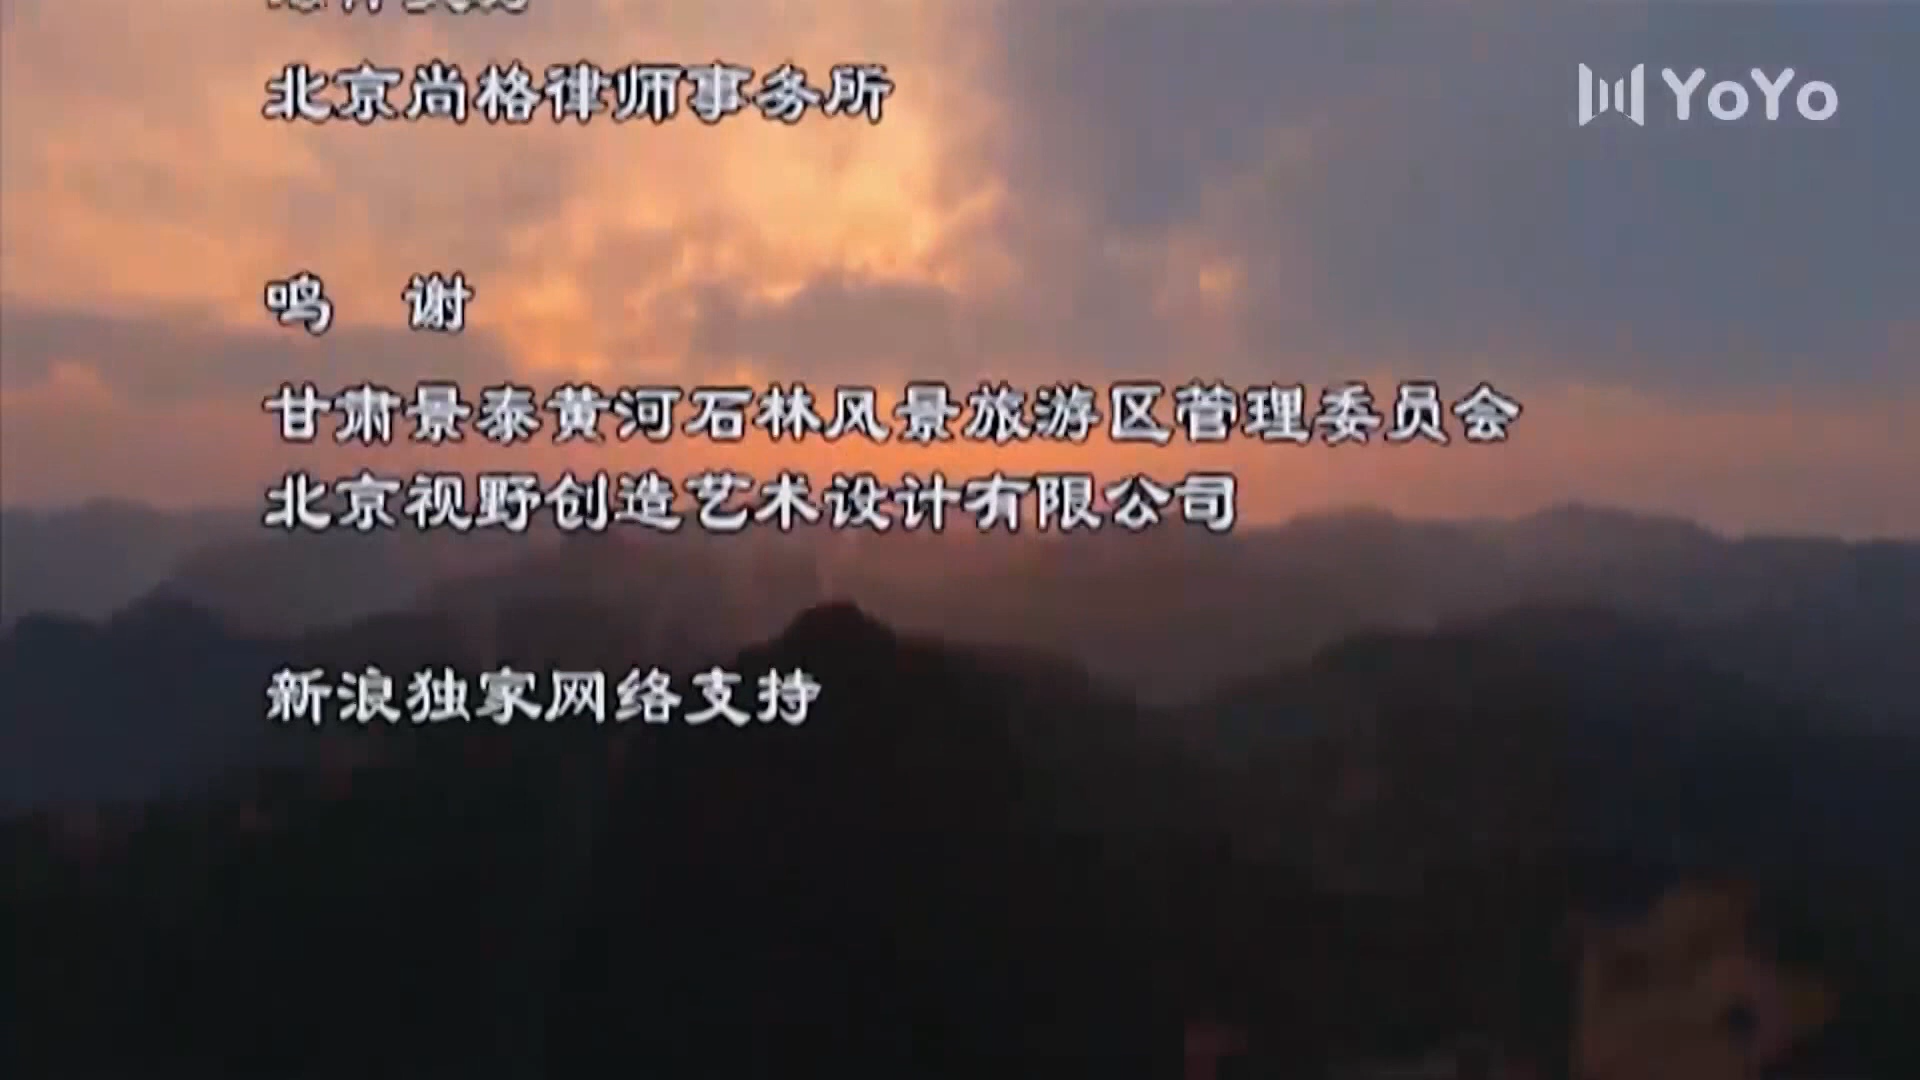 北京尚格律师事务所
YoYo
鸣 谢
甘肃景泰黄河石林风景旅游区管理委员会
北京视野创造艺术设计有限公司
新浪独家网络支持